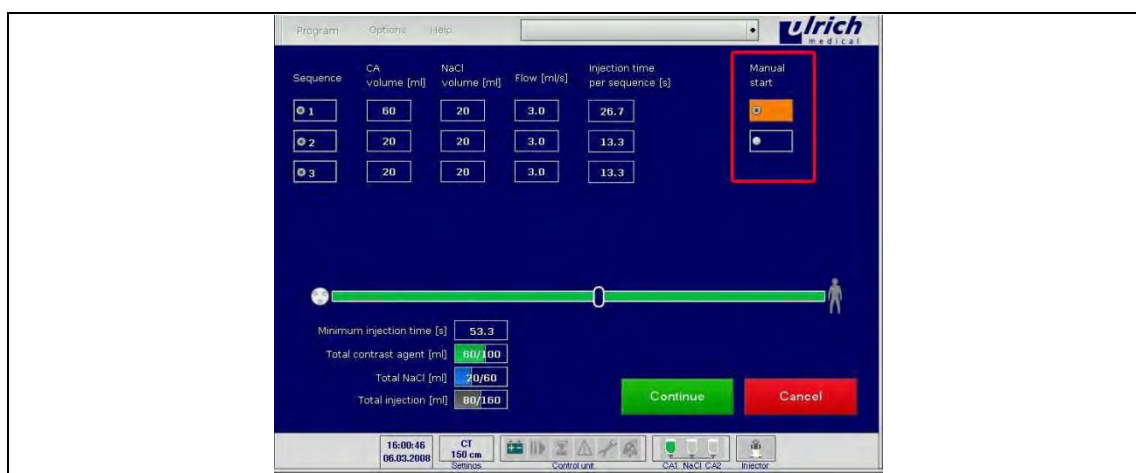 Program Options Help
ulrich
medical
Sequence CA volume [ml] NaCl volume [ml] Flow [ml/s] Injection time per sequence [s] Manual start
1 60 20 3.0 26.7
2 20 20 3.0 13.3
3 20 20 3.0 13.3
Minimum injection time [s] 53.3
Total contrast agent [ml] 60/100
Total NaCl [ml] 20/60
Total injection [ml] 80/160
Continue Cancel
16:00:46
06.03.2008
CT
150 cm
Settings Control unit CA1 NaCl CA2 Injector